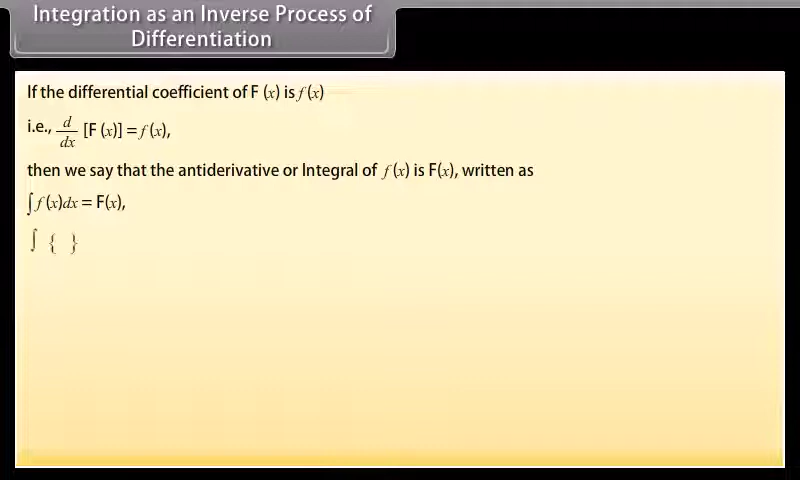 Integration as an Inverse Process of
Differentiation
If the differential coefficient of F (x) is f (x)
i.e., d/dx [F (x)] = f (x),
then we say that the antiderivative or Integral of f (x) is F(x), written as
∫ f (x)dx = F(x),
∫ { }